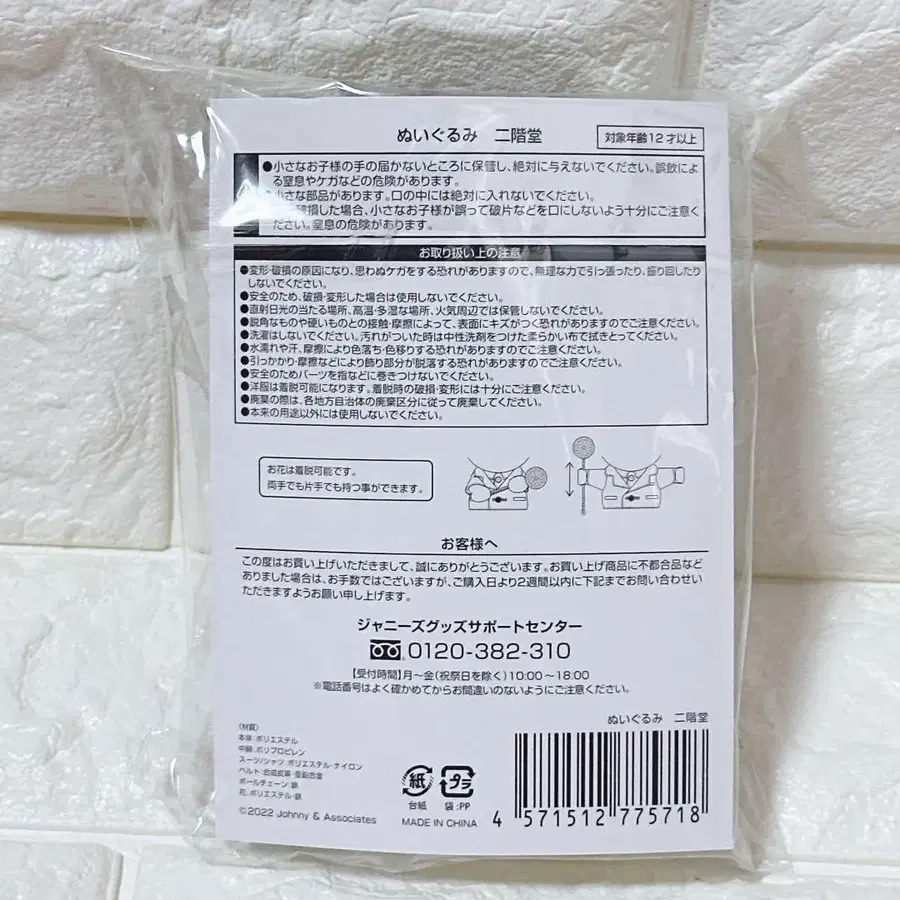 ぬいぐるみ 二階堂
対象年齢12才以上
●小さなお子様の手の届かないところに保管し、絶対に与えないでください。誤飲に
よる窒息やケガなどの危険があります。
●小さな部品があります。口の中には絶対に入れないでください。
破損した場合、小さなお子様が誤って破片などを口にしないよう十分にご注意く
ださい。窒息の危険があります。
お取り扱い上の注意
●変形・破損の原因になり、思わぬケガをする恐れがありますので、無理な力で引っ張ったり、振り回したり
しないでください。
●安全のため、破損・変形した場合は使用しないでください。
●直射日光の当たる場所、高温・多湿な場所、火気周辺では保管しないでください。
●鋭角なものや硬いものとの接触・摩擦によって、表面にキズがつく恐れがありますのでご注意ください。
●洗濯はしないでください。汚れがついた時は中性洗剤をつけた柔らかい布で拭きとってください。
●水濡れや汗、摩擦により色落ち・色移りする恐れがありますのでご注意ください。
●引っかかり・摩擦などにより飾り部分が脱落する恐れがありますのでご注意ください。
●安全のためパーツを指などに巻きつけないでください。
●洋服は着脱可能になります。着脱時の破損・変形には十分にご注意ください。
●廃棄の際は、各地方自治体の廃棄区分に従って廃棄してください。
●本来の用途以外には使用しないでください。
お花は着脱可能です。
両手でも片手でも持つ事ができます。
お客様へ
この度はお買い上げいただきまして、誠にありがとうございます。お買い上げ商品に不都合品など
ありました場合は、お手数ではございますが、ご購入日より2週間以内に下記までお問い合わせい
ただきますようお願い申し上げます。
ジャニーズグッズサポートセンター
0120-382-310
【受付時間】月〜金(祝祭日を除く)10:00〜18:00
※電話番号はよく確かめてからお間違いのないようにご注意ください。
ぬいぐるみ 二階堂
〈材質〉
本体:ポリエステル
中綿:ポリプロピレン
スーツ/シャツ:ポリエステル・ナイロン
ベルト:合成皮革・亜鉛合金
ボールチェーン:鉄
花:ポリエステル・鉄
©2022 Johnny & Associates
紙
台紙
プラ
袋:PP
MADE IN CHINA
4 571512 775718